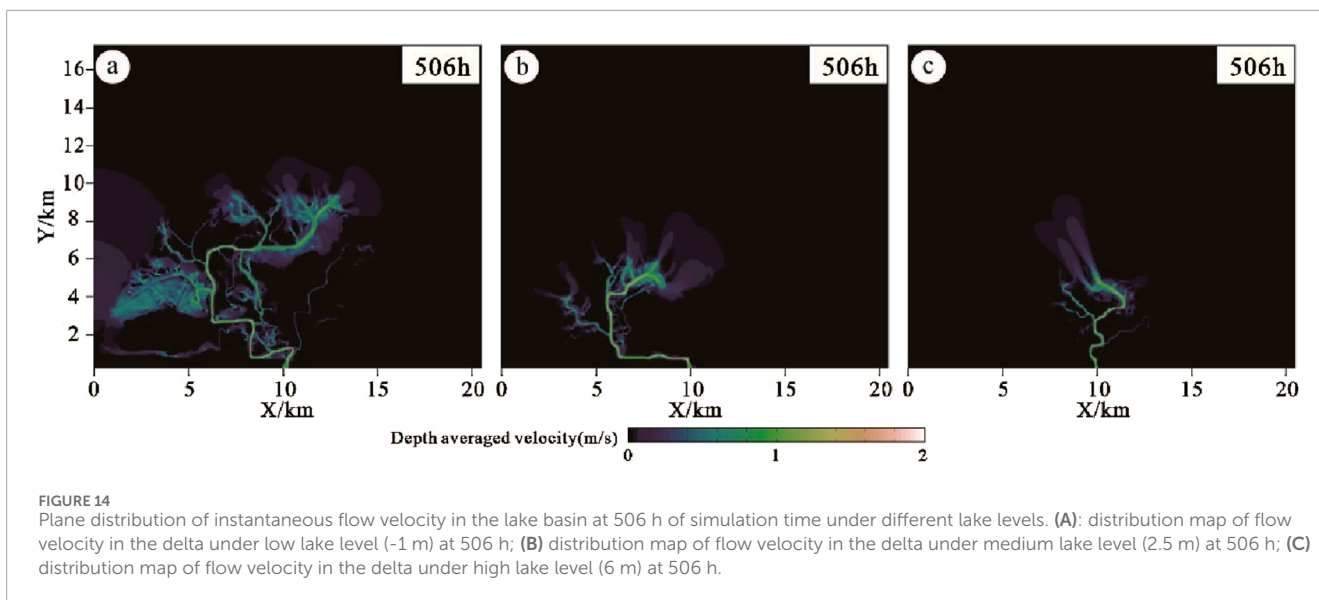 a
506h
b
506h
c
506h
16
14
12
10
8
6
4
2
Y/km
0 5 10 15 20
X/km
0 5 10 15 20
X/km
0 5 10 15 20
X/km
Depth averaged velocity(m/s)
0 1 2
FIGURE 14
Plane distribution of instantaneous flow velocity in the lake basin at 506 h of simulation time under different lake levels. (A): distribution map of flow
velocity in the delta under low lake level (-1 m) at 506 h; (B) distribution map of flow velocity in the delta under medium lake level (2.5 m) at 506 h; (C)
distribution map of flow velocity in the delta under high lake level (6 m) at 506 h.